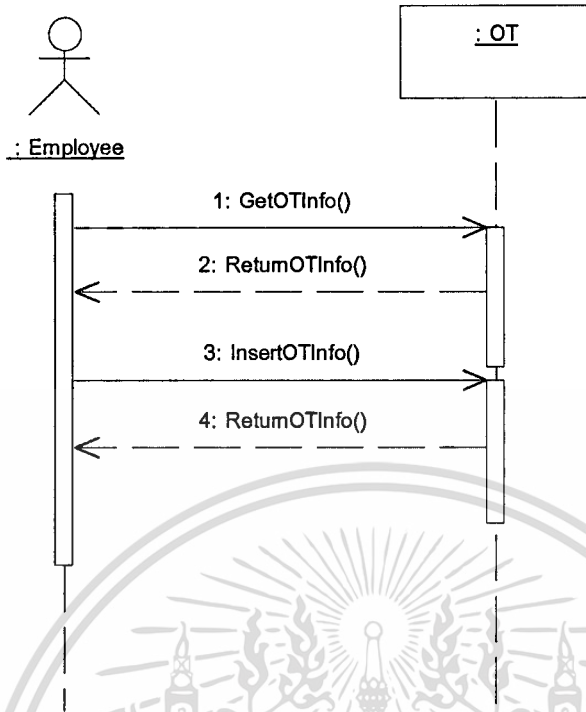 : OT
: Employee
1: GetOTInfo()
2: ReturnOTInfo()
3: InsertOTInfo()
4: ReturnOTInfo()